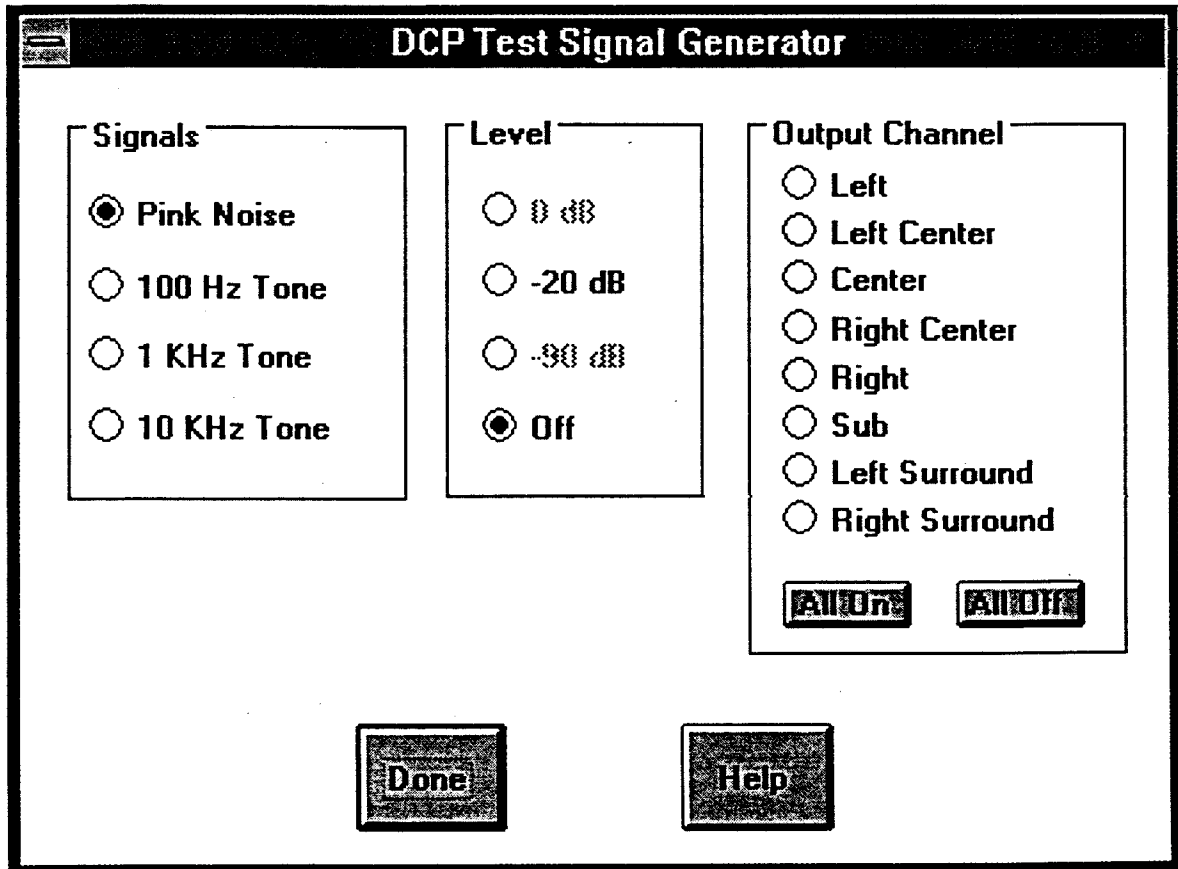 DCP Test Signal Generator
Signals
Pink Noise
100 Hz Tone
1 KHz Tone
10 KHz Tone
Level
0 dB
-20 dB
-90 dB
Off
Output Channel
Left
Left Center
Center
Right Center
Right
Sub
Left Surround
Right Surround
All On
All Off
Done
Help